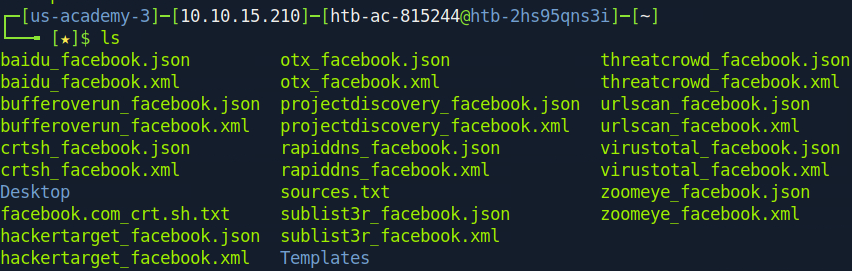 [us-academy-3]─[10.10.15.210]─[htb-ac-815244@htb-2hs95qns3i]─[~]
[★]$ ls
baidu_facebook.json otx_facebook.json threatcrowd_facebook.json
baidu_facebook.xml otx_facebook.xml threatcrowd_facebook.xml
bufferoverun_facebook.json projectdiscovery_facebook.json urlscan_facebook.json
bufferoverun_facebook.xml projectdiscovery_facebook.xml urlscan_facebook.xml
crtsh_facebook.json rapiddns_facebook.json virustotal_facebook.json
crtsh_facebook.xml rapiddns_facebook.xml virustotal_facebook.xml
Desktop sources.txt zoomeye_facebook.json
facebook.com_crt.sh.txt sublist3r_facebook.json zoomeye_facebook.xml
hackertarget_facebook.json sublist3r_facebook.xml
hackertarget_facebook.xml Templates